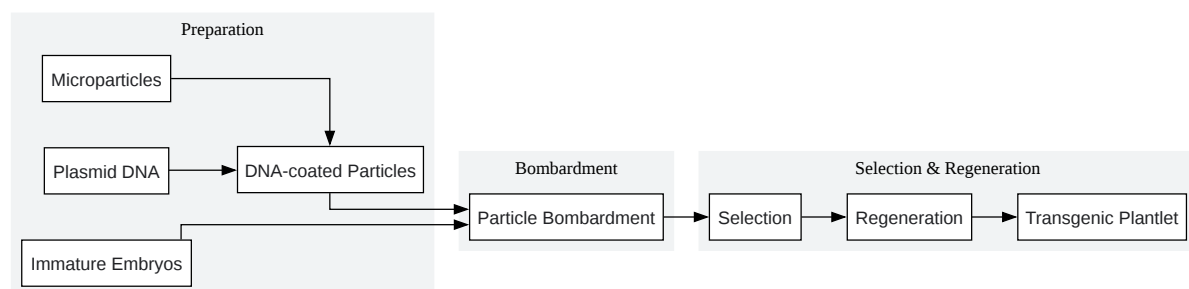 Preparation
Microparticles
Plasmid DNA
DNA-coated Particles
Immature Embryos
Bombardment
Particle Bombardment
Selection & Regeneration
Selection
Regeneration
Transgenic Plantlet